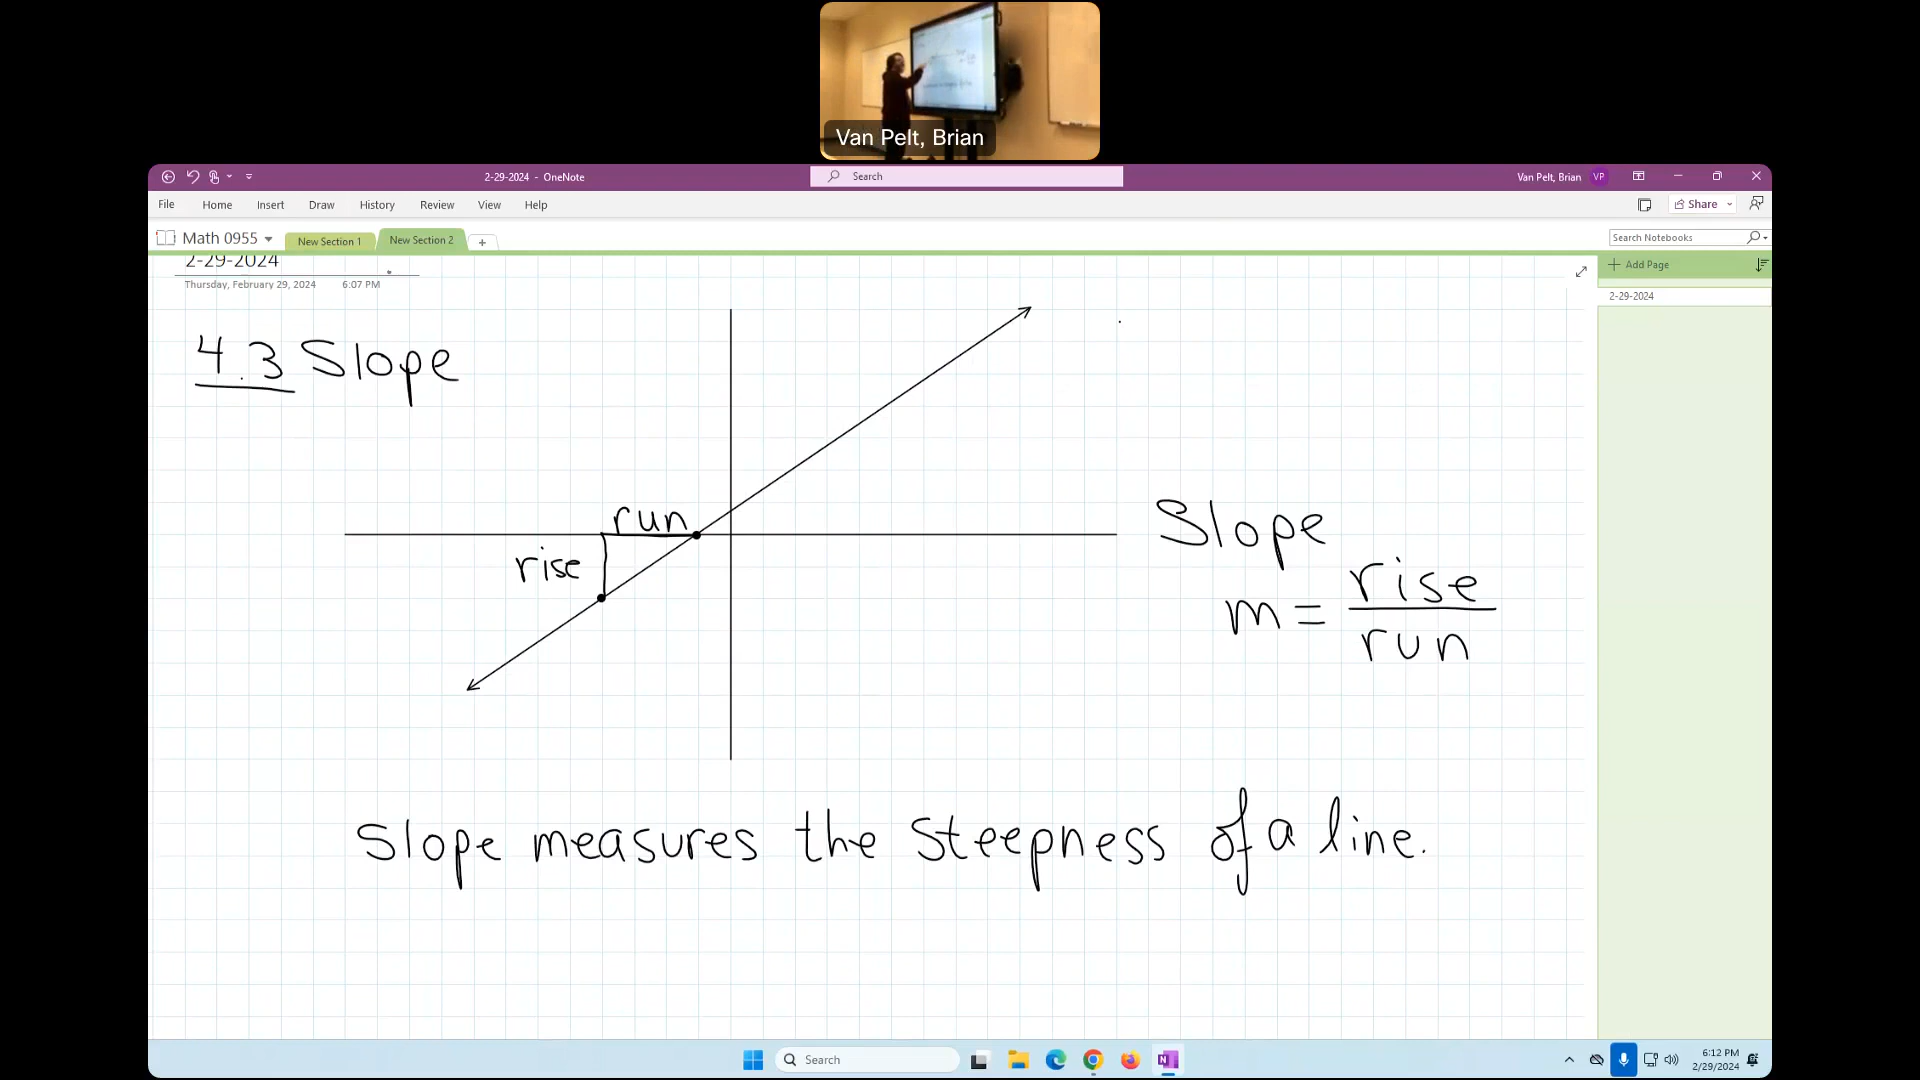 Van Pelt, Brian
2-29-2024 - OneNote
Search
Van Pelt, Brian
VP
File Home Insert Draw History Review View Help
Share
Math 0955
New Section 1
New Section 2
+
Search Notebooks
2-29-2024
Thursday, February 29, 2024 6:07 PM
Add Page
2-29-2024
4.3 Slope
run
rise
Slope
m = rise
run
Slope measures the steepness of a line.
Search
6:12 PM
2/29/2024